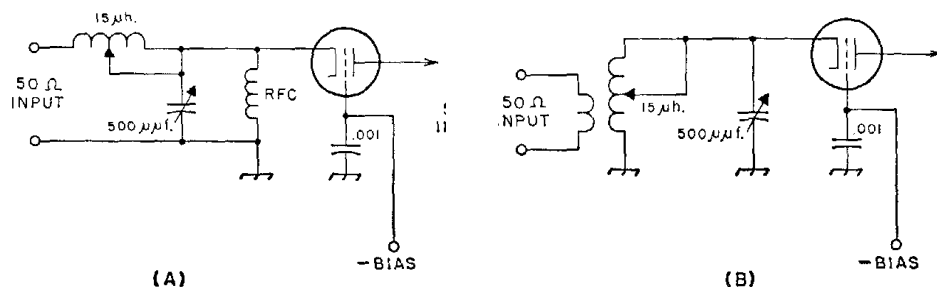 15 μh.
50 Ω
INPUT
500 μμf.
RFC
.001
-BIAS
(A)
50 Ω
INPUT
15 μh.
500 μμf.
.001
-BIAS
(B)